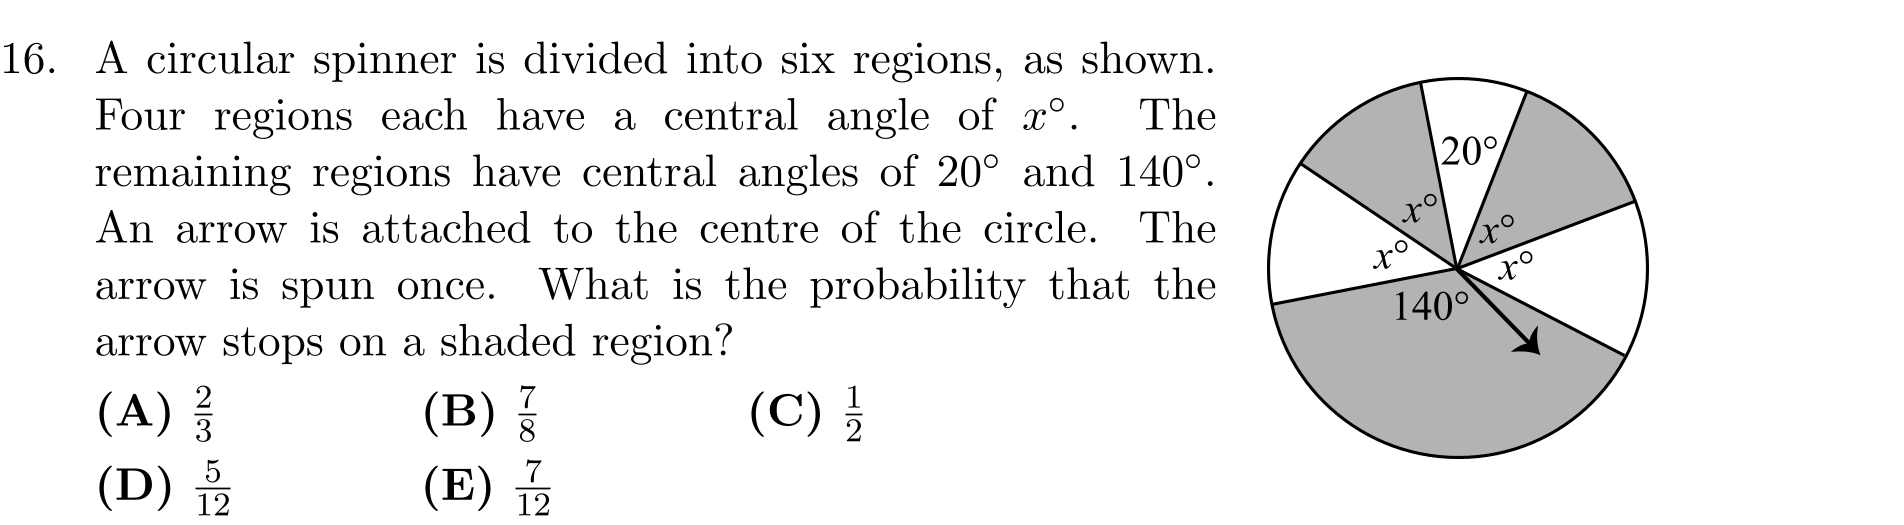 16. A circular spinner is divided into six regions, as shown.
Four regions each have a central angle of x°. The
remaining regions have central angles of 20° and 140°.
An arrow is attached to the centre of the circle. The
arrow is spun once. What is the probability that the
arrow stops on a shaded region?
(A) 2/3 (B) 7/8 (C) 1/2
(D) 5/12 (E) 7/12
20°
x°
x°
x°
x°
140°